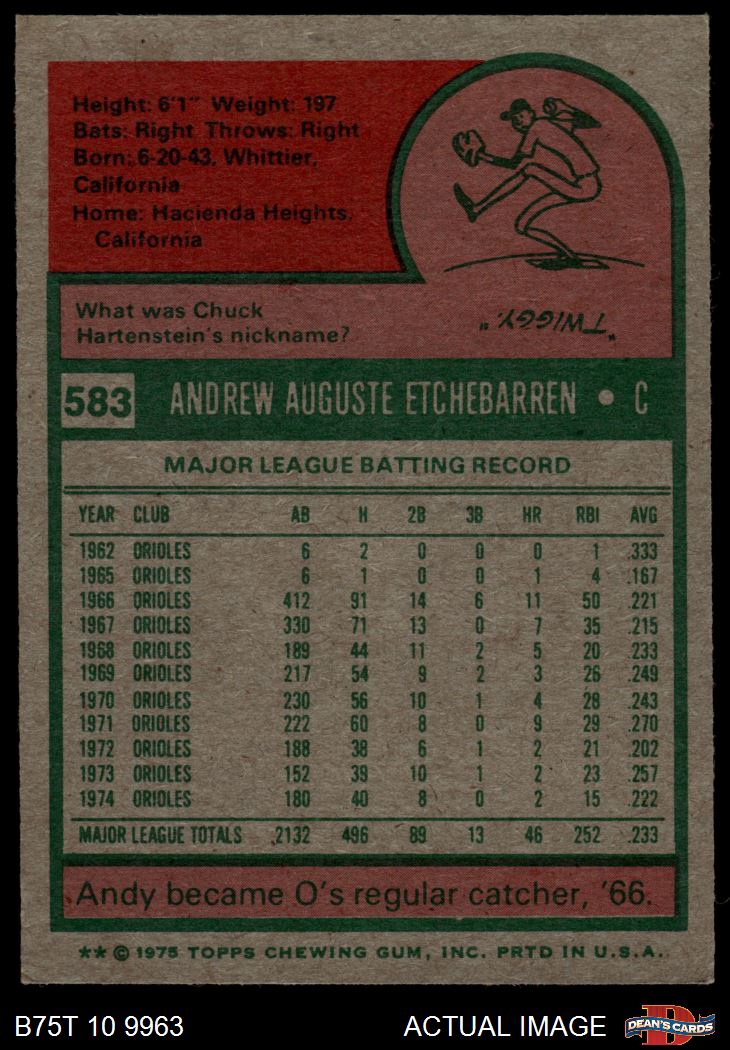 Height: 6'1" Weight: 197
Bats: Right Throws: Right
Born: 6-20-43, Whittier,
California
Home: Hacienda Heights,
California
What was Chuck
Hartenstein's nickname?
"TWIGGY."
583 ANDREW AUGUSTE ETCHEBARREN • C
MAJOR LEAGUE BATTING RECORD
YEAR CLUB AB H 2B 3B HR RBI AVG
1962 ORIOLES 6 2 0 0 0 1 .333
1965 ORIOLES 6 1 0 0 1 4 .167
1966 ORIOLES 412 91 14 6 11 50 .221
1967 ORIOLES 330 71 13 0 7 35 .215
1968 ORIOLES 189 44 11 2 5 20 .233
1969 ORIOLES 217 54 9 2 3 26 .249
1970 ORIOLES 230 56 10 1 4 28 .243
1971 ORIOLES 222 60 8 0 9 29 .270
1972 ORIOLES 188 38 6 1 2 21 .202
1973 ORIOLES 152 39 10 1 2 23 .257
1974 ORIOLES 180 40 8 0 2 15 .222
MAJOR LEAGUE TOTALS 2132 496 89 13 46 252 .233
Andy became O's regular catcher, '66.
** © 1975 TOPPS CHEWING GUM, INC. PRTD IN U.S.A.
B75T 10 9963 ACTUAL IMAGE
D
DEAN'S CARDS